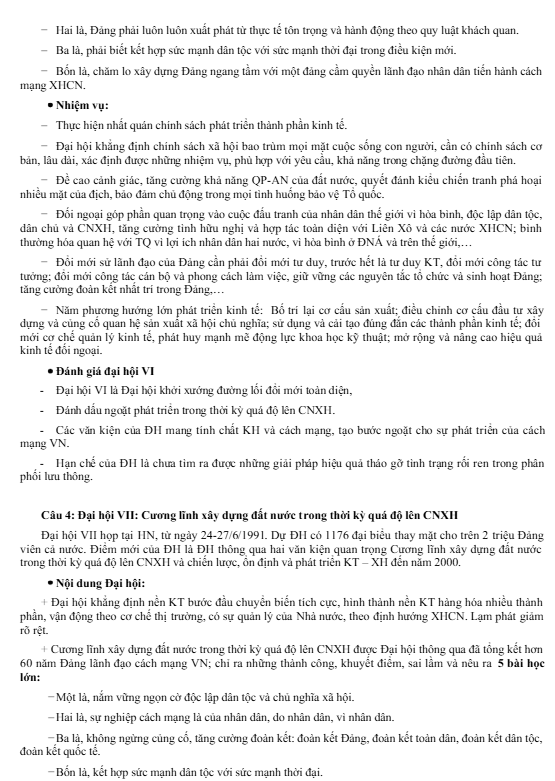 − Hai là, Đảng phải luôn luôn xuất phát từ thực tế tôn trọng và hành động theo quy luật khách quan.
− Ba là, phải biết kết hợp sức mạnh dân tộc với sức mạnh thời đại trong điều kiện mới.
− Bốn là, chăm lo xây dựng Đảng ngang tầm với một đảng cầm quyền lãnh đạo nhân dân tiến hành cách
mạng XHCN.
• Nhiệm vụ:
− Thực hiện nhất quán chính sách phát triển thành phần kinh tế.
− Đại hội khẳng định chính sách xã hội bao trùm mọi mặt cuộc sống con người, cần có chính sách cơ
bản, lâu dài, xác định được những nhiệm vụ, phù hợp với yêu cầu, khả năng trong chặng đường đầu tiên.
− Đề cao cảnh giác, tăng cường khả năng QP-AN của đất nước, quyết đánh kiểu chiến tranh phá hoại
nhiều mặt của địch, bảo đảm chủ động trong mọi tình huống bảo vệ Tổ quốc.
− Đối ngoại góp phần quan trọng vào cuộc đấu tranh của nhân dân thế giới vì hòa bình, độc lập dân tộc,
dân chủ và CNXH, tăng cường tình hữu nghị và hợp tác toàn diện với Liên Xô và các nước XHCN; bình
thường hóa quan hệ với TQ vì lợi ích nhân dân hai nước, vì hòa bình ở ĐNÁ và trên thế giới,…
− Đổi mới sử lãnh đạo của Đảng cần phải đổi mới tư duy, trước hết là tư duy KT, đổi mới công tác tư
tưởng; đổi mới công tác cán bộ và phong cách làm việc, giữ vững các nguyên tắc tổ chức và sinh hoạt Đảng;
tăng cường đoàn kết nhất trí trong Đảng,…
− Năm phương hướng lớn phát triển kinh tế: Bố trí lại cơ cấu sản xuất; điều chỉnh cơ cấu đầu tư xây
dựng và củng cố quan hệ sản xuất xã hội chủ nghĩa; sử dụng và cải tạo đúng đắn các thành phần kinh tế; đổi
mới cơ chế quản lý kinh tế, phát huy mạnh mẽ động lực khoa học kỹ thuật; mở rộng và nâng cao hiệu quả
kinh tế đối ngoại.
• Đánh giá đại hội VI
- Đại hội VI là Đại hội khởi xướng đường lối đổi mới toàn diện,
- Đánh dấu ngoặt phát triển trong thời kỳ quá độ lên CNXH.
- Các văn kiện của ĐH mang tính chất KH và cách mạng, tạo bước ngoặt cho sự phát triển của cách
mạng VN.
- Hạn chế của ĐH là chưa tìm ra được những giải pháp hiệu quả tháo gỡ tình trạng rối ren trong phân
phối lưu thông.
Câu 4: Đại hội VII: Cương lĩnh xây dựng đất nước trong thời kỳ quá độ lên CNXH
Đại hội VII họp tại HN, từ ngày 24-27/6/1991. Dự ĐH có 1176 đại biểu thay mặt cho trên 2 triệu Đảng
viên cả nước. Điểm mới của ĐH là ĐH thông qua hai văn kiện quan trọng Cương lĩnh xây dựng đất nước
trong thời kỳ quá độ lên CNXH và chiến lược, ổn định và phát triển KT – XH đến năm 2000.
• Nội dung Đại hội:
+ Đại hội khẳng định nền KT bước đầu chuyển biến tích cực, hình thành nền KT hàng hóa nhiều thành
phần, vận động theo cơ chế thị trường, có sự quản lý của Nhà nước, theo định hướng XHCN. Lạm phát giảm
rõ rệt.
+ Cương lĩnh xây dựng đất nước trong thời kỳ quá độ lên CNXH được Đại hội thông qua đã tổng kết hơn
60 năm Đảng lãnh đạo cách mạng VN; chỉ ra những thành công, khuyết điểm, sai lầm và nêu ra 5 bài học
lớn:
−Một là, nắm vững ngọn cờ độc lập dân tộc và chủ nghĩa xã hội.
−Hai là, sự nghiệp cách mạng là của nhân dân, do nhân dân, vì nhân dân.
−Ba là, không ngừng củng cố, tăng cường đoàn kết: đoàn kết Đảng, đoàn kết toàn dân, đoàn kết dân tộc,
đoàn kết quốc tế.
−Bốn là, kết hợp sức mạnh dân tộc với sức mạnh thời đại.